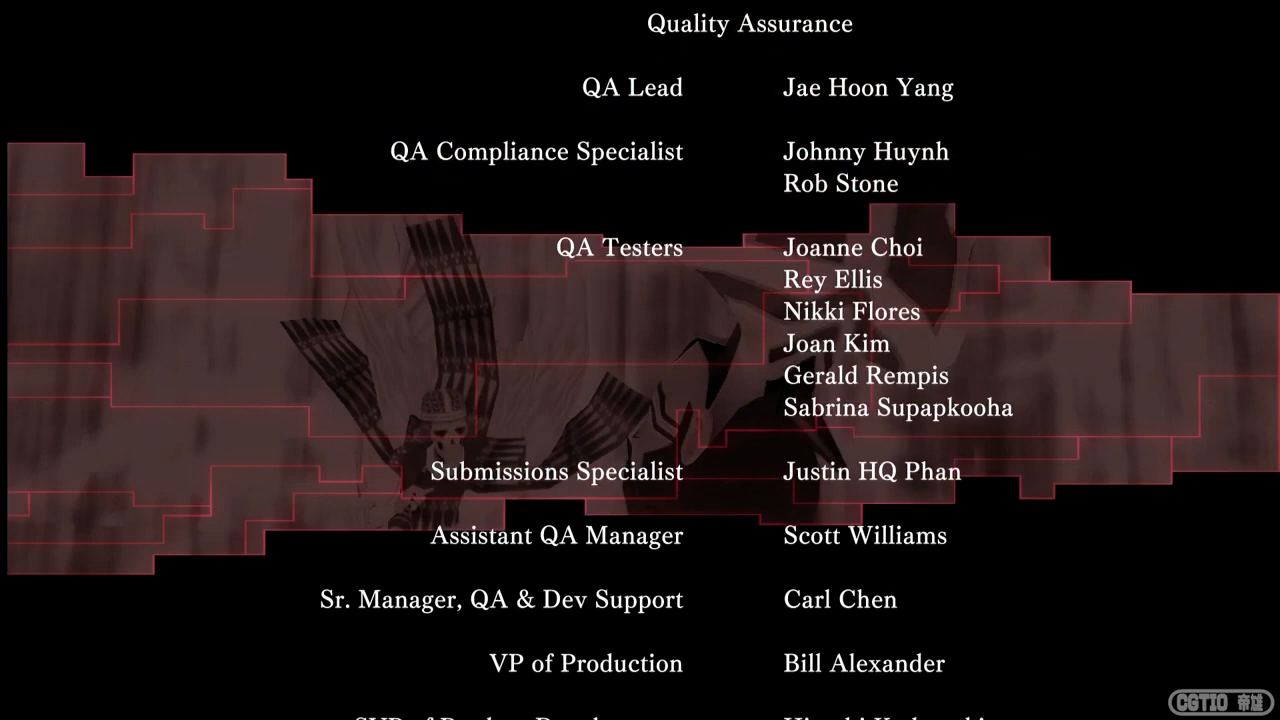 Quality Assurance
QA Lead Jae Hoon Yang
QA Compliance Specialist Johnny Huynh
Rob Stone
QA Testers Joanne Choi
Rey Ellis
Nikki Flores
Joan Kim
Gerald Rempis
Sabrina Supapkooha
Submissions Specialist Justin HQ Phan
Assistant QA Manager Scott Williams
Sr. Manager, QA & Dev Support Carl Chen
VP of Production Bill Alexander
CGTIO 帝雄